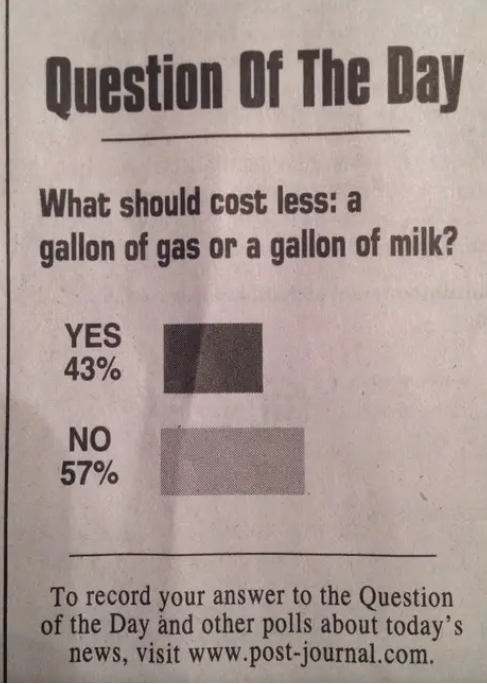 Question Of The Day
What should cost less: a
gallon of gas or a gallon of milk?
YES
43%
NO
57%
To record your answer to the Question
of the Day and other polls about today's
news, visit www.post-journal.com.